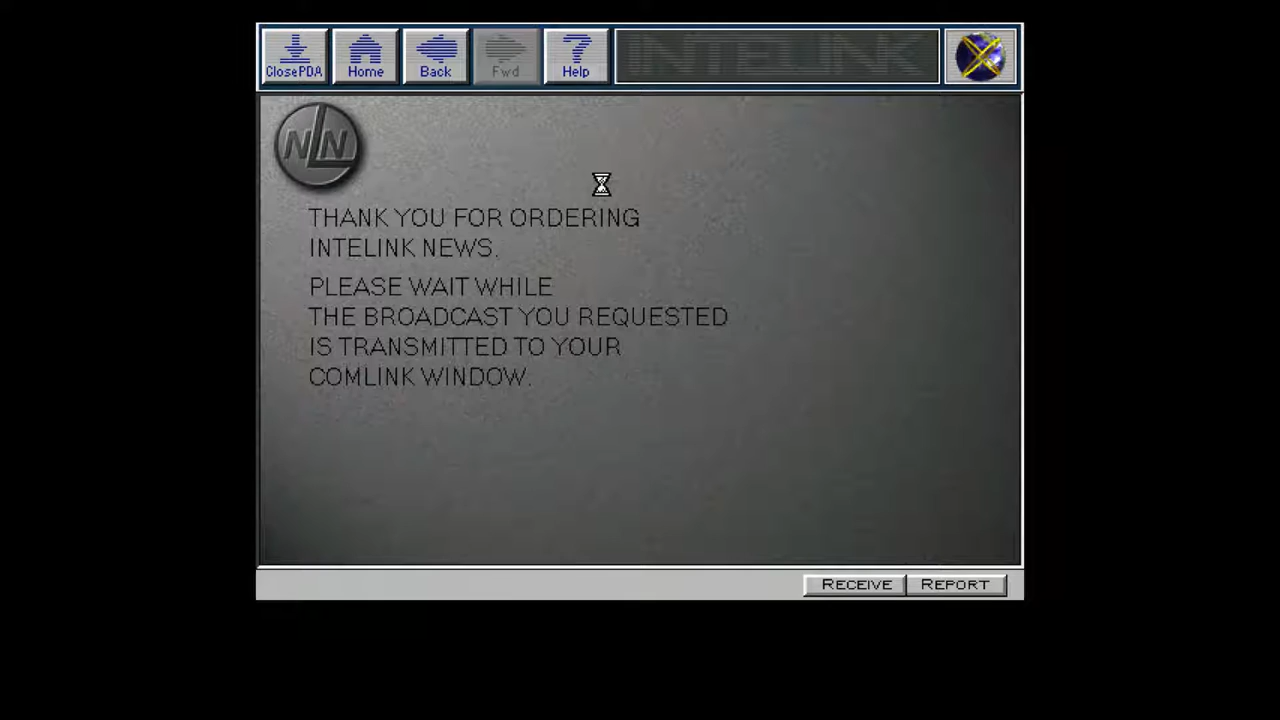 ClosePDA Home Back Fwd Help INTELINK
NLN
THANK YOU FOR ORDERING
INTELINK NEWS.
PLEASE WAIT WHILE
THE BROADCAST YOU REQUESTED
IS TRANSMITTED TO YOUR
COMLINK WINDOW.
RECEIVE REPORT